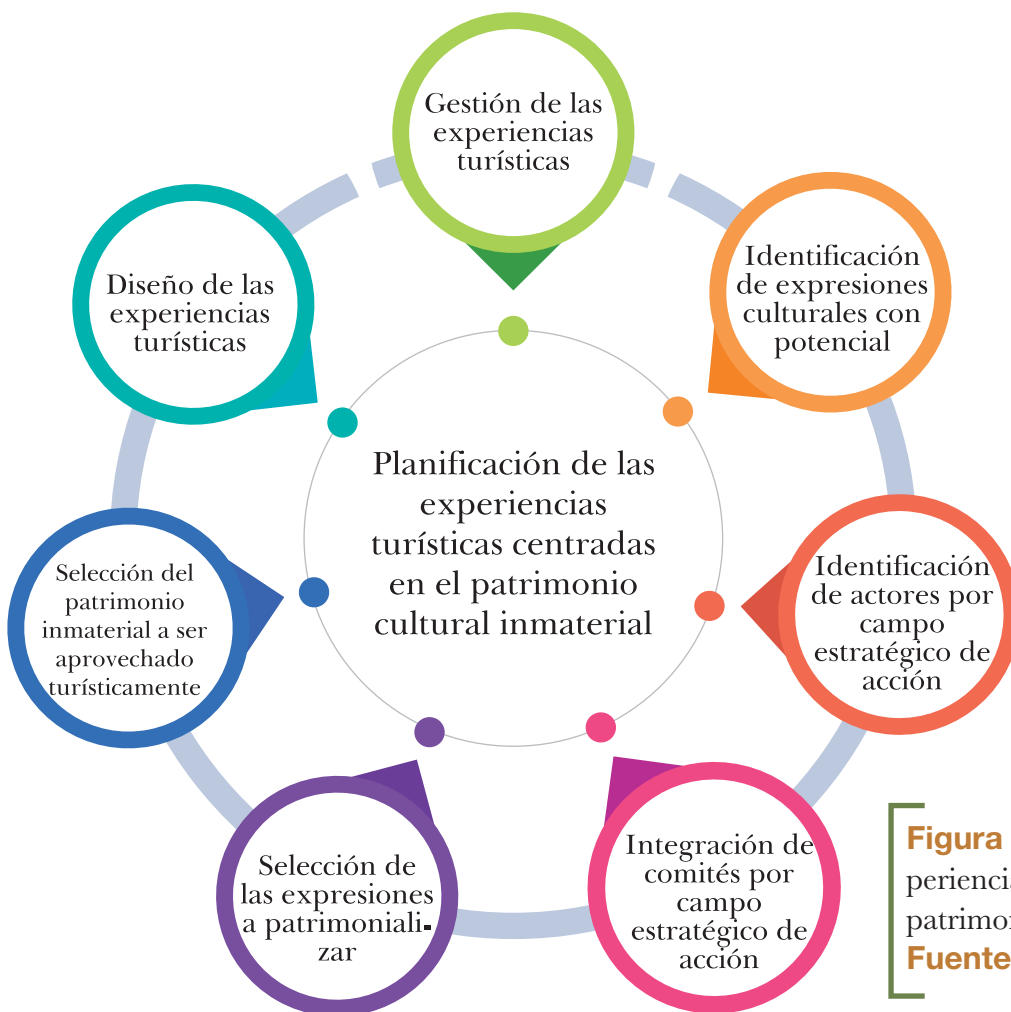 Gestión de las
experiencias
turísticas
Identificación
de expresiones
culturales con
potencial
Identificación
de actores por
campo
estratégico de
acción
Integración de
comités por
campo
estratégico de
acción
Selección de
las expresiones
a patrimoniali-
zar
Selección del
patrimonio
inmaterial a ser
aprovechado
turísticamente
Diseño de las
experiencias
turísticas
Planificación de las
experiencias
turísticas centradas
en el patrimonio
cultural inmaterial
Figura
periencia
patrimon
Fuente